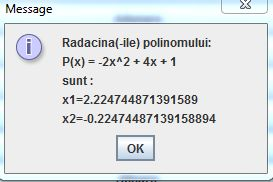 Message
Radacina(-ile) polinomului:
P(x) = -2x^2 + 4x + 1
sunt :
x1=2.224744871391589
x2=-0.22474487139158894
OK